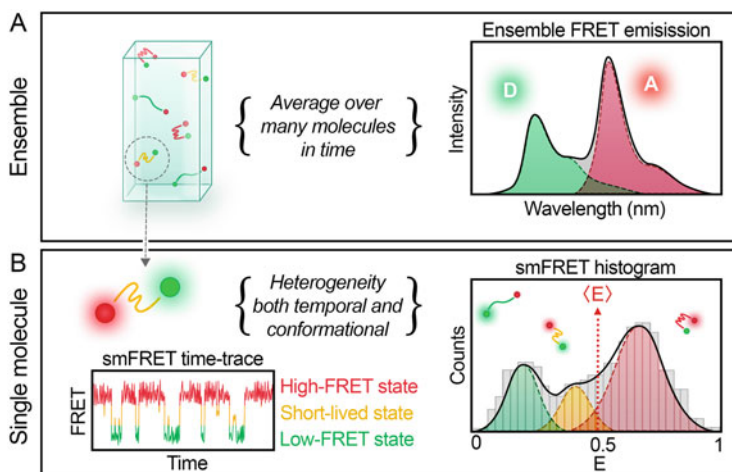 A
Ensemble
Average over
many molecules
in time
Ensemble FRET emisission
D
A
Intensity
Wavelength (nm)
B
Single molecule
Heterogeneity
both temporal and
conformational
smFRET time-trace
FRET
Time
High-FRET state
Short-lived state
Low-FRET state
smFRET histogram
⟨E⟩
Counts
0 0.5 1
E